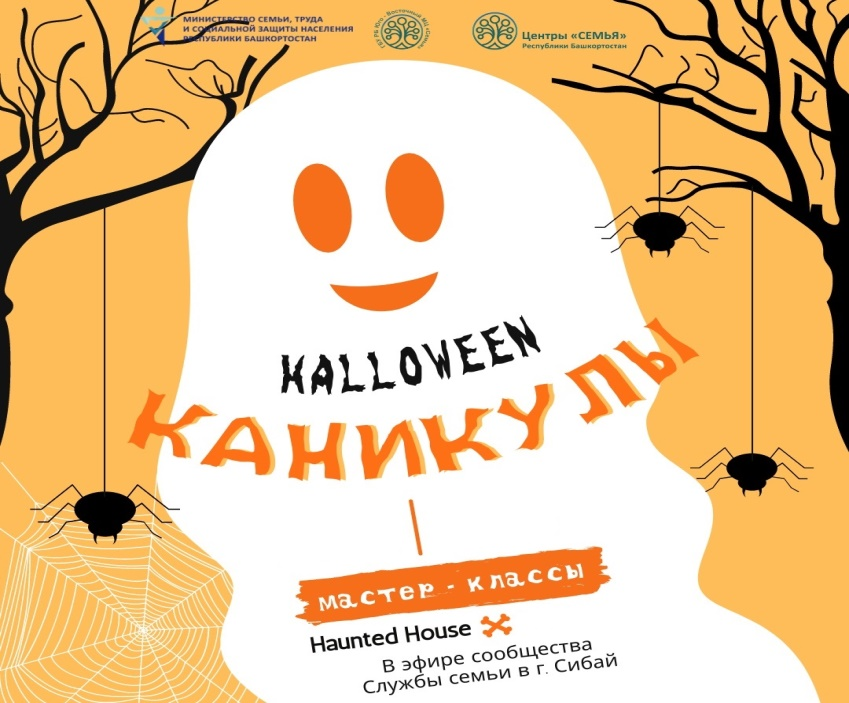 МИНИСТЕРСТВО СЕМЬИ, ТРУДА
И СОЦИАЛЬНОЙ ЗАЩИТЫ НАСЕЛЕНИЯ
РЕСПУБЛИКИ БАШКОРТОСТАН
Центры «СЕМЬЯ»
Республики Башкортостан
HALLOWEEN
КАНИКУЛЫ
мастер - классы
Haunted House
В эфире сообщества
Службы семьи в г. Сибай